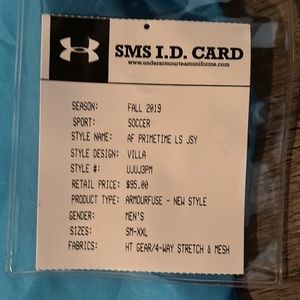 SMS I.D. CARD
www.underarmourteamuniforms.com
SEASON: FALL 2019
SPORT: SOCCER
STYLE NAME: AF PRIMETIME LS JSY
STYLE DESIGN: VILLA
STYLE #: UJUJ3PM
RETAIL PRICE: $95.00
PRODUCT TYPE: ARMOURFUSE - NEW STYLE
GENDER: MEN'S
SIZES: SM-XXL
FABRICS: HT GEAR/4-WAY STRETCH & MESH